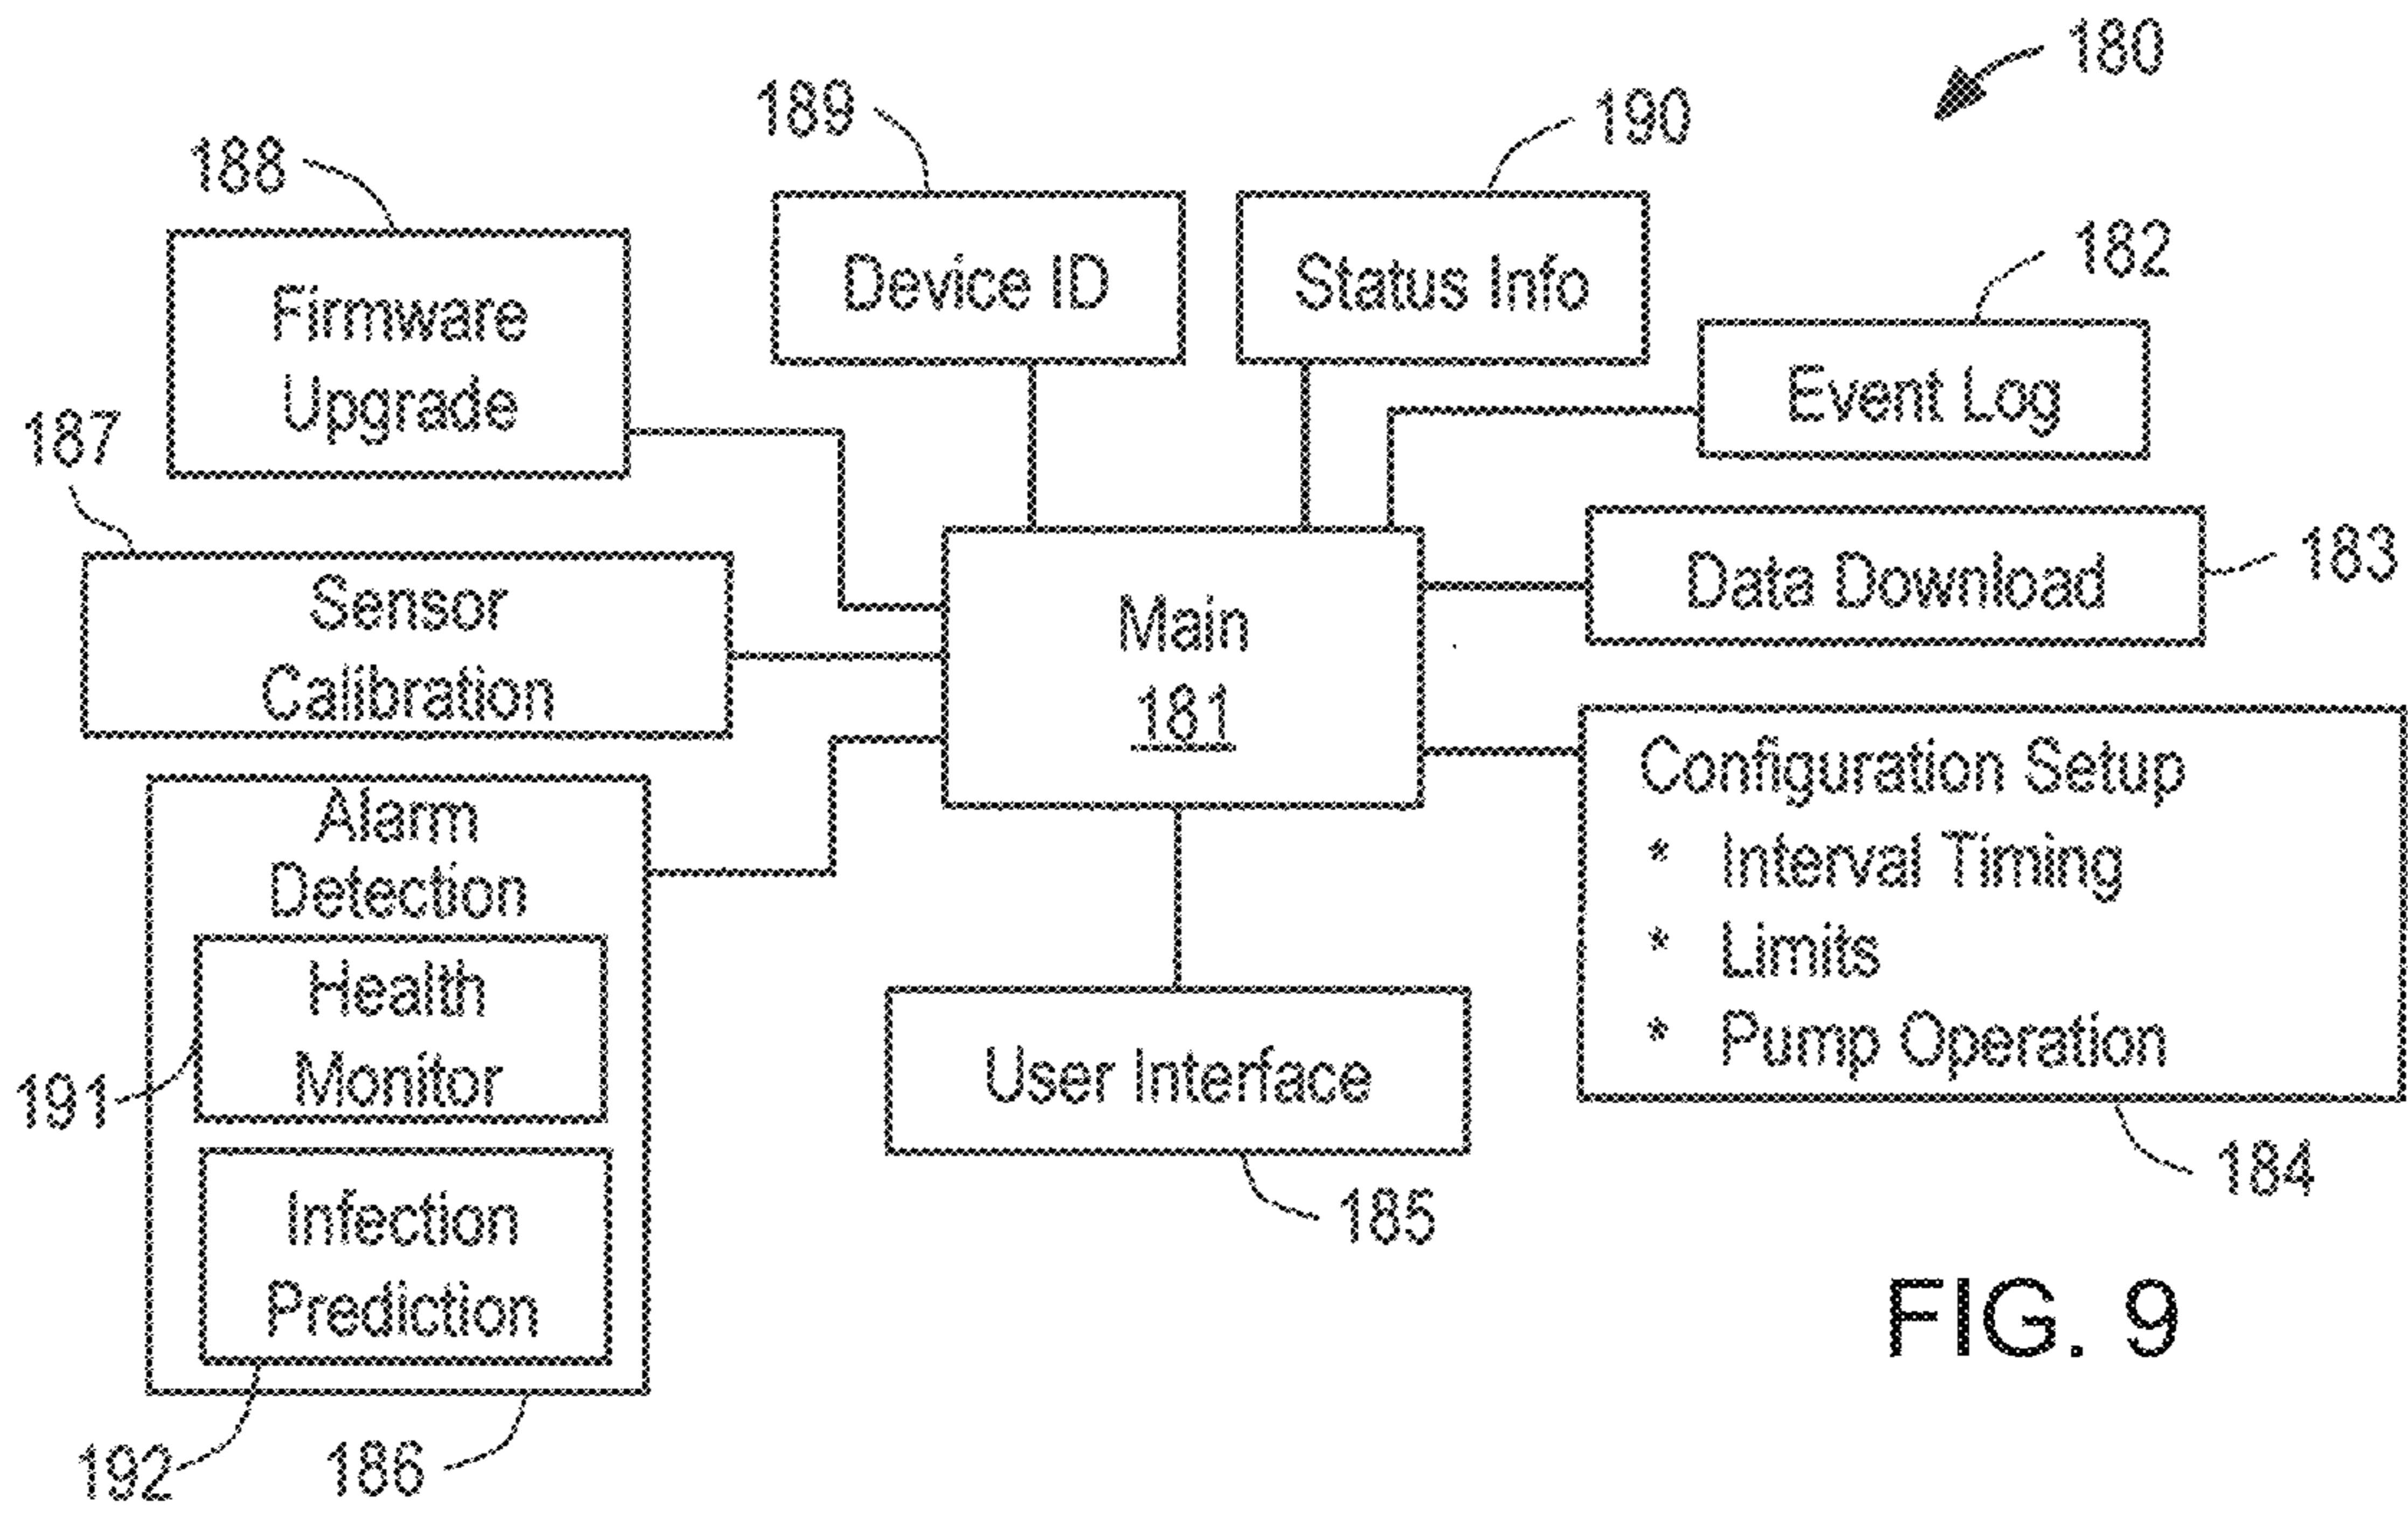 180
189
190
188
182
Device ID
Status Info
Firmware
Upgrade
Event Log
187
183
Data Download
Sensor
Calibration
Main
181
Configuration Setup
* Interval Timing
* Limits
* Pump Operation
Alarm
Detection
Health
Monitor
191
User Interface
184
185
Infection
Prediction
192
186
FIG. 9